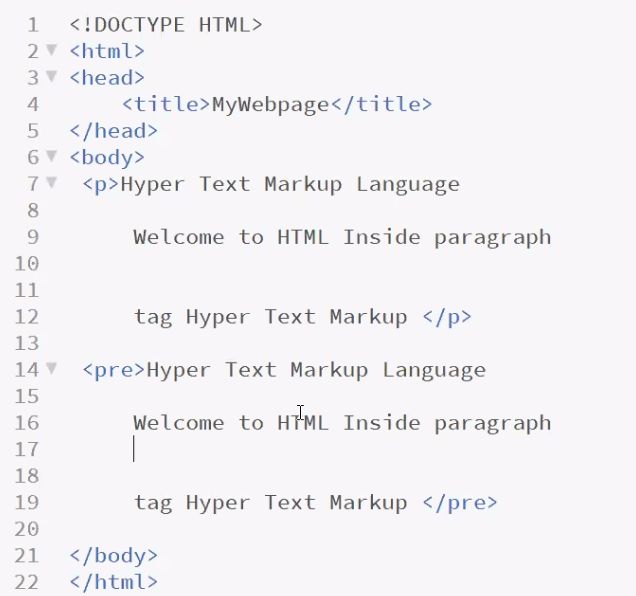 1 <!DOCTYPE HTML>
2 <html>
3 <head>
4     <title>MyWebpage</title>
5 </head>
6 <body>
7  <p>Hyper Text Markup Language
8
9     Welcome to HTML Inside paragraph
10
11
12     tag Hyper Text Markup </p>
13
14  <pre>Hyper Text Markup Language
15
16     Welcome to HTML Inside paragraph
17
18
19     tag Hyper Text Markup </pre>
20
21 </body>
22 </html>